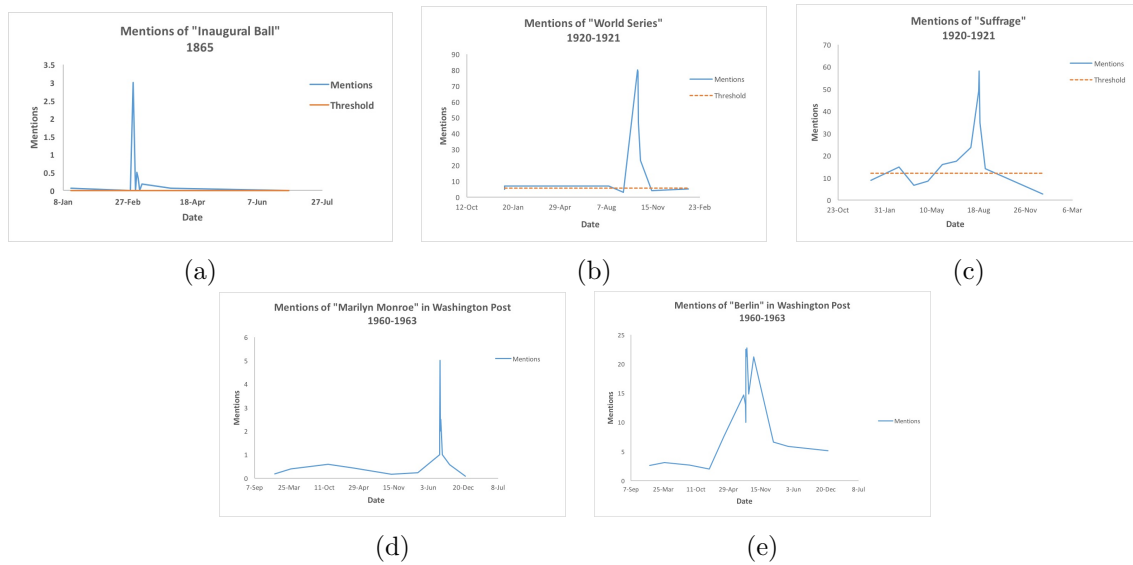 Mentions of "Inaugural Ball"
1865
3.5
3
2.5
2
1.5
1
0.5
0
Mentions
Mentions
Threshold
8-Jan 27-Feb 18-Apr 7-Jun 27-Jul
Date
(a)
Mentions of "World Series"
1920-1921
90
80
70
60
50
40
30
20
10
0
Mentions
Mentions
Threshold
12-Oct 20-Jan 29-Apr 7-Aug 15-Nov 23-Feb
Date
(b)
Mentions of "Suffrage"
1920-1921
70
60
50
40
30
20
10
0
Mentions
Mentions
Threshold
23-Oct 31-Jan 10-May 18-Aug 26-Nov 6-Mar
Date
(c)
Mentions of "Marilyn Monroe" in Washington Post
1960-1963
6
5
4
3
2
1
0
Mentions
Mentions
7-Sep 25-Mar 11-Oct 29-Apr 15-Nov 3-Jun 20-Dec 8-Jul
Date
(d)
Mentions of "Berlin" in Washington Post
1960-1963
25
20
15
10
5
0
Mentions
Mentions
7-Sep 25-Mar 11-Oct 29-Apr 15-Nov 3-Jun 20-Dec 8-Jul
Date
(e)